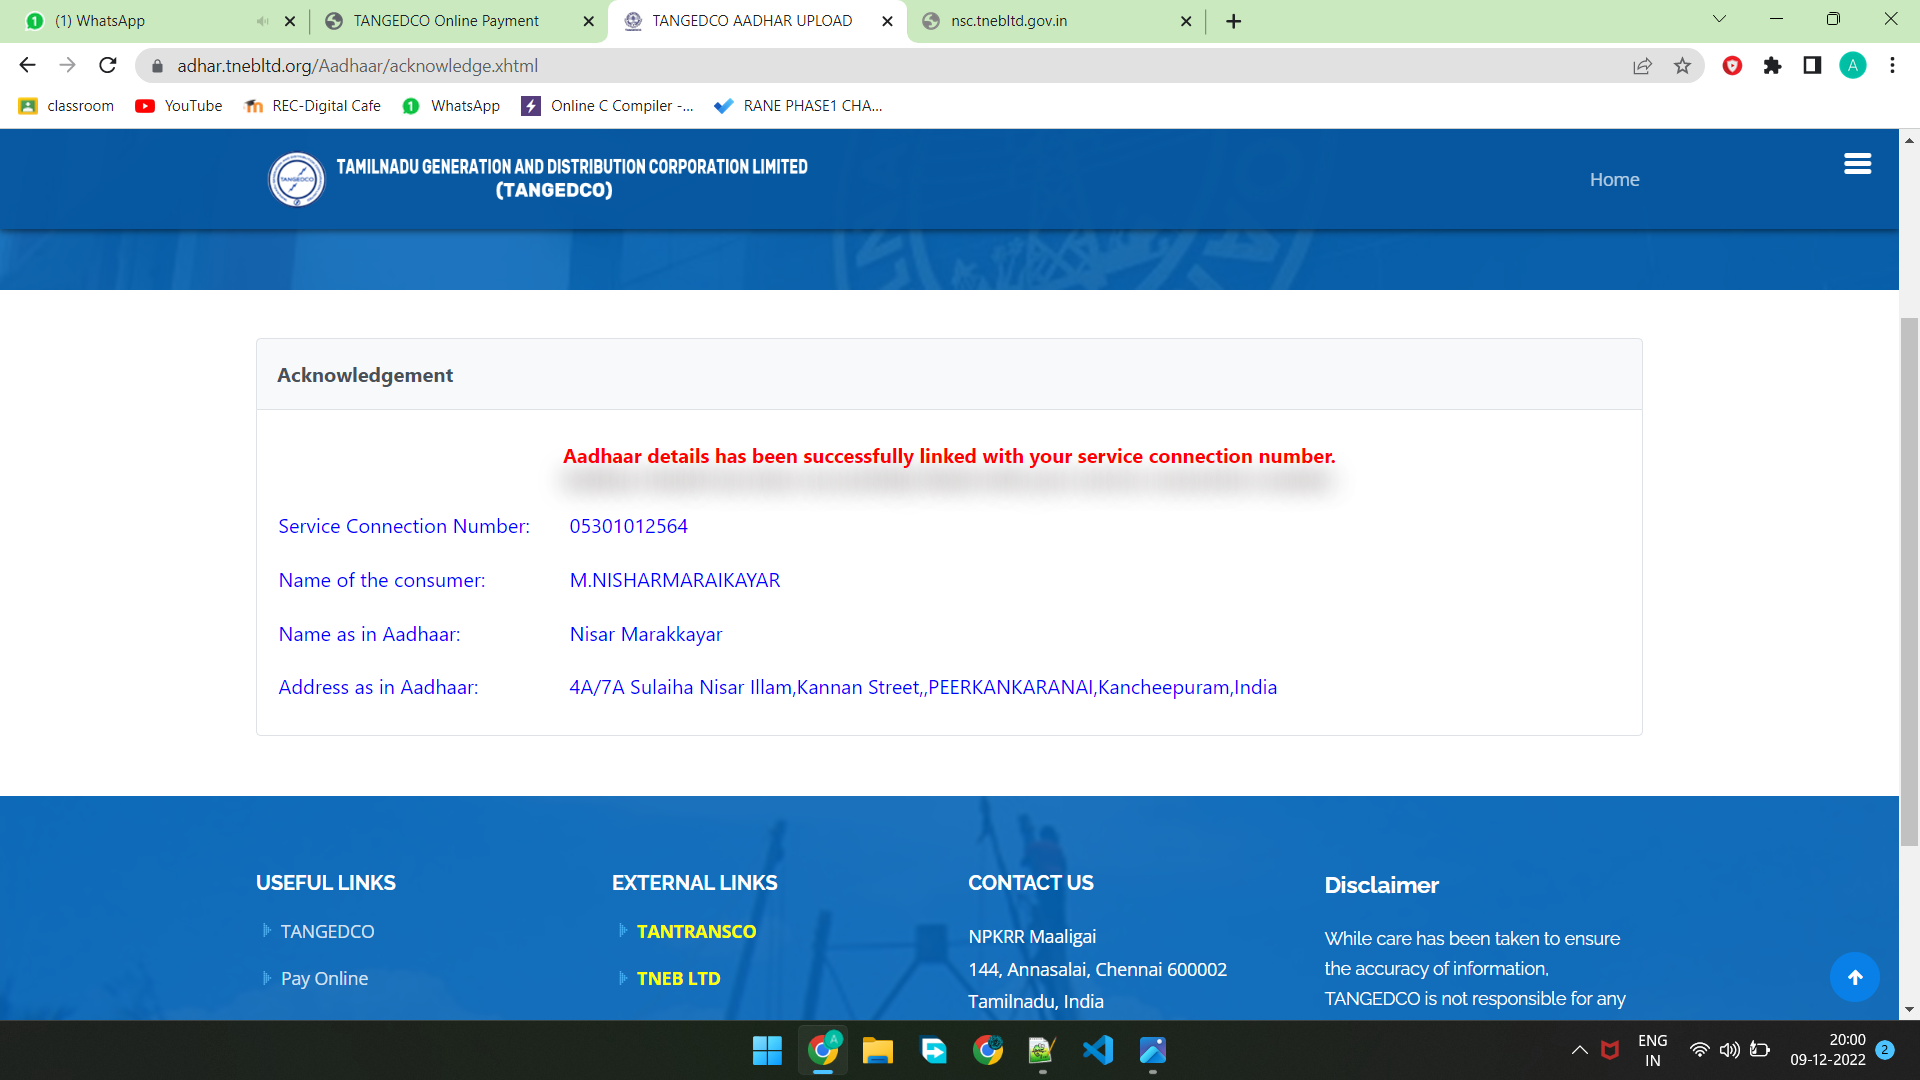 (1) WhatsApp
TANGEDCO Online Payment
TANGEDCO AADHAR UPLOAD
nsc.tnebltd.gov.in
adhar.tnebltd.org/Aadhaar/acknowledge.xhtml
A
classroom
YouTube
REC-Digital Cafe
WhatsApp
Online C Compiler -...
RANE PHASE1 CHA...
TANGEDCO
TAMILNADU GENERATION AND DISTRIBUTION CORPORATION LIMITED
(TANGEDCO)
Home
Acknowledgement
Aadhaar details has been successfully linked with your service connection number.
Service Connection Number: 05301012564
Name of the consumer: M.NISHARMARAIKAYAR
Name as in Aadhaar: Nisar Marakkayar
Address as in Aadhaar: 4A/7A Sulaiha Nisar Illam,Kannan Street,,PEERKANKARANAI,Kancheepuram,India
USEFUL LINKS
TANGEDCO
Pay Online
EXTERNAL LINKS
TANTRANSCO
TNEB LTD
CONTACT US
NPKRR Maaligai
144, Annasalai, Chennai 600002
Tamilnadu, India
Disclaimer
While care has been taken to ensure
the accuracy of information,
TANGEDCO is not responsible for any
ENG
IN
20:00
09-12-2022
2